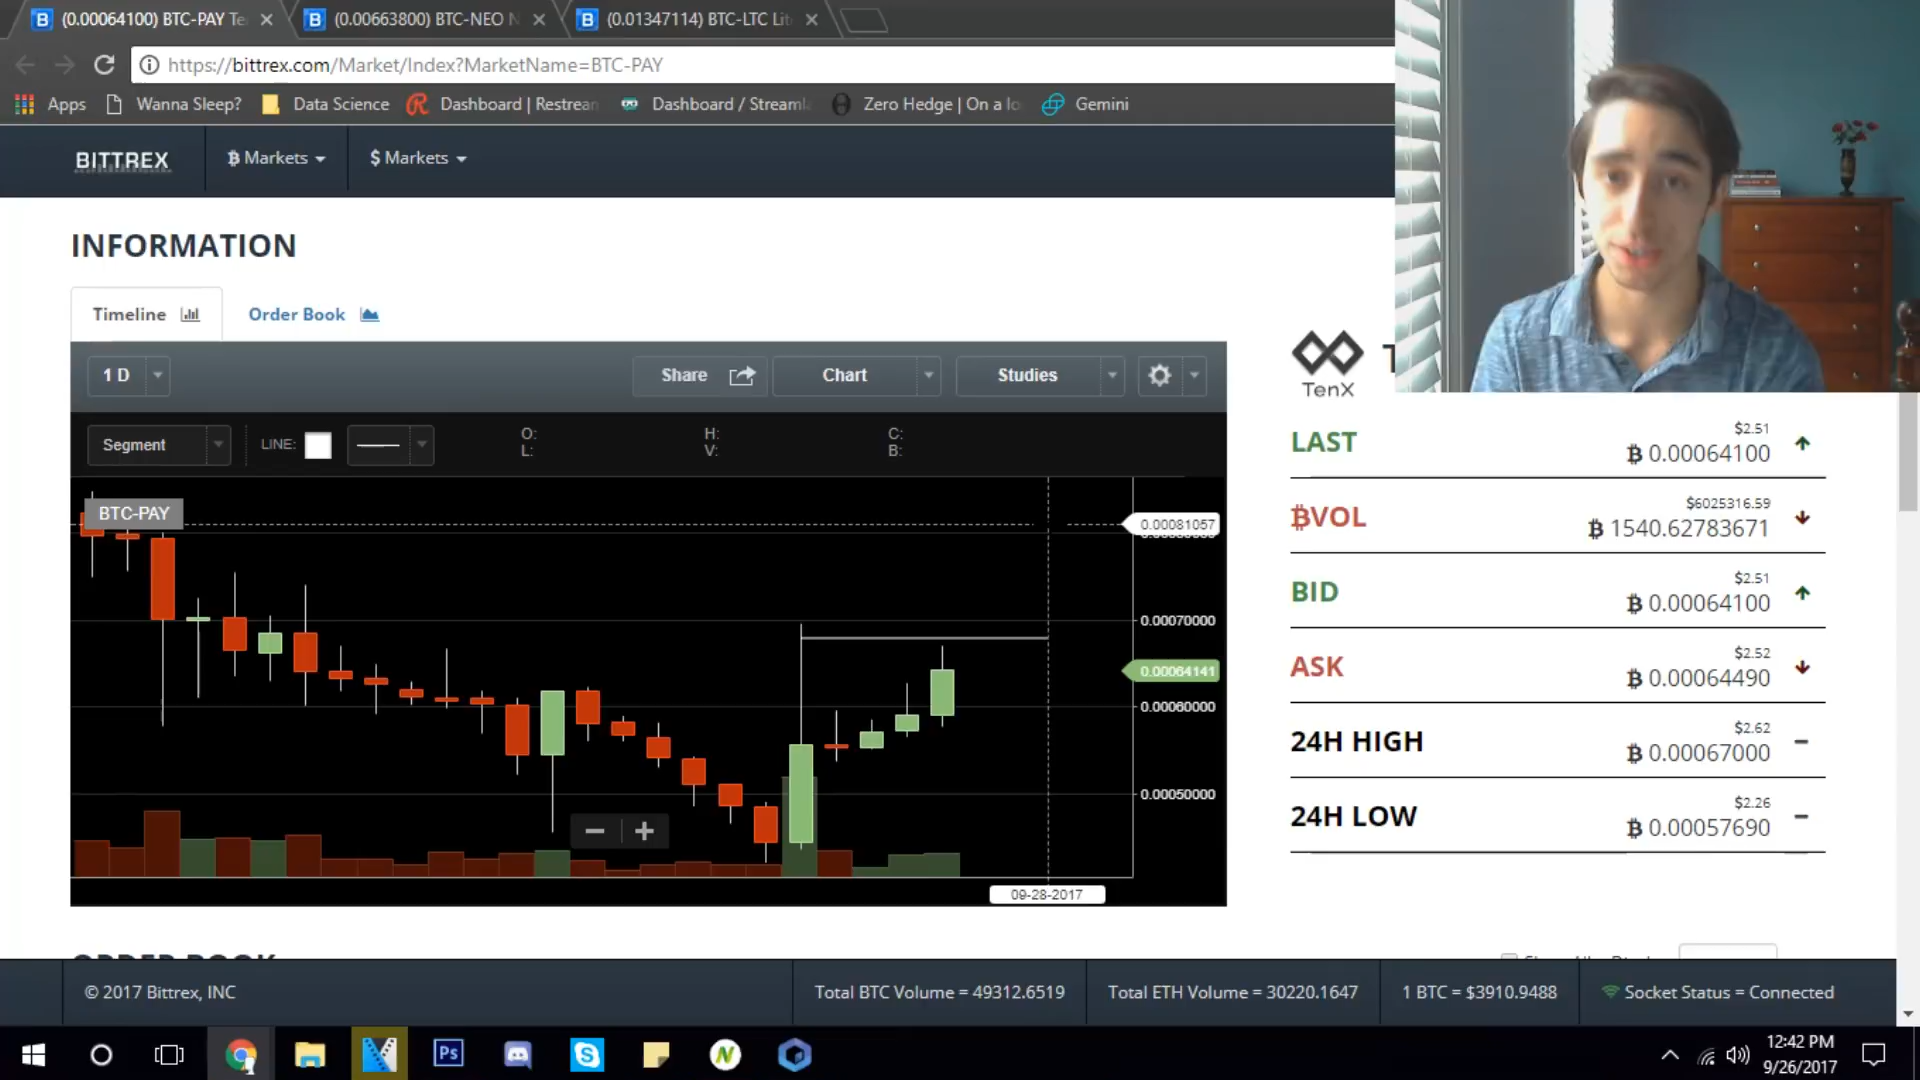 (0.00064100) BTC-PAY Te
(0.00663800) BTC-NEO N
(0.01347114) BTC-LTC Lit
https://bittrex.com/Market/Index?MarketName=BTC-PAY
Apps
Wanna Sleep?
Data Science
Dashboard | Restrean
Dashboard / Streamla
Zero Hedge | On a lo
Gemini
BITTREX
Ƀ Markets
$ Markets
INFORMATION
Timeline
Order Book
1 D
Share
Chart
Studies
Segment
LINE:
O:
H:
C:
L:
V:
B:
BTC-PAY
0.00081057
0.00070000
0.00064141
0.00060000
0.00050000
09-28-2017
TenX
T
LAST
$2.51
Ƀ 0.00064100
ɃVOL
$6025316.59
Ƀ 1540.62783671
BID
$2.51
Ƀ 0.00064100
ASK
$2.52
Ƀ 0.00064490
24H HIGH
$2.62
Ƀ 0.00067000
24H LOW
$2.26
Ƀ 0.00057690
ORDER BOOK
© 2017 Bittrex, INC
Total BTC Volume = 49312.6519
Total ETH Volume = 30220.1647
1 BTC = $3910.9488
Socket Status = Connected
Ps
12:42 PM
9/26/2017